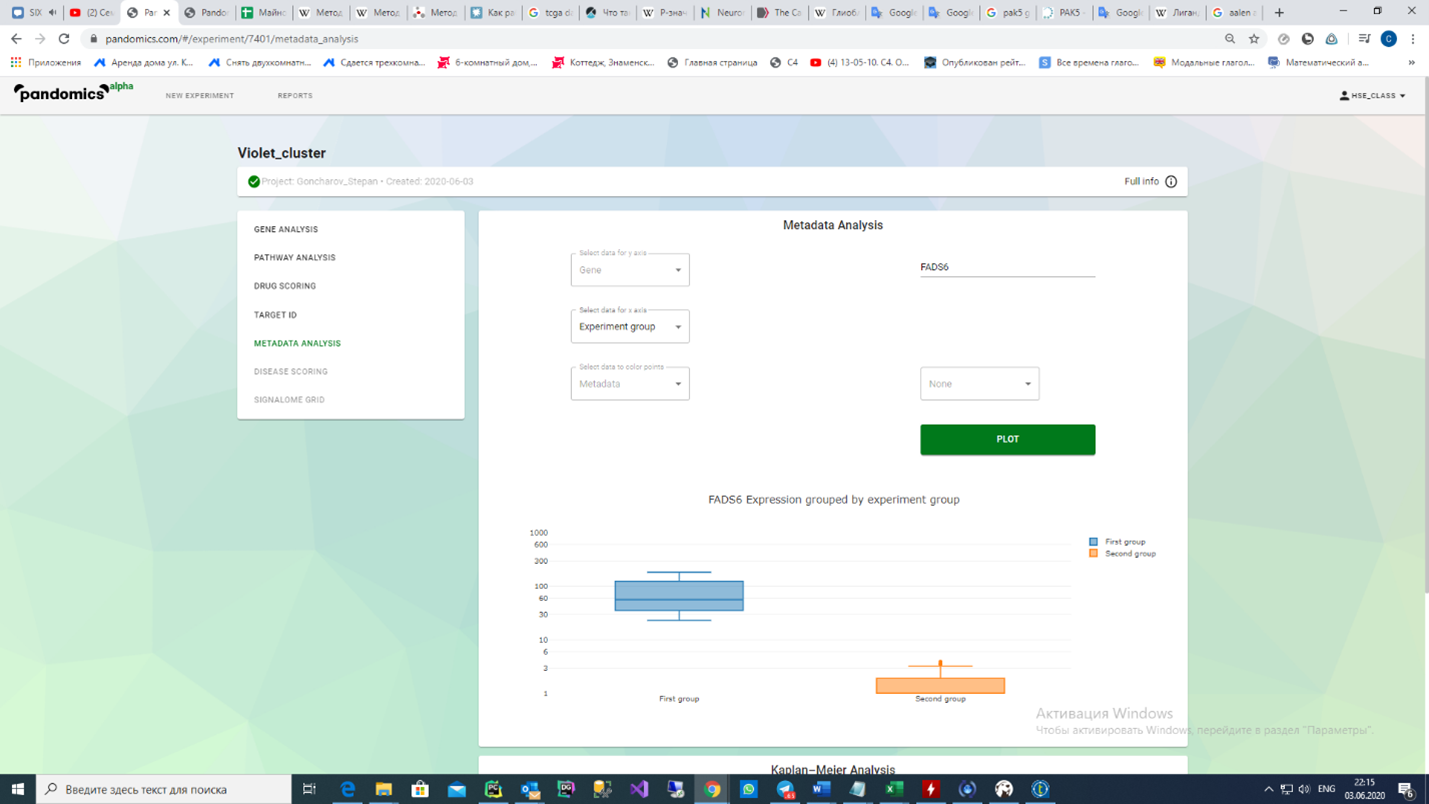 SIX
(2) Сек
Par
Pando
Майнс
Метод
Метод
Метод
Как ра
tcga d
Что та
Р-знач
Neuro
The Ca
Глиоб
Google
Google
pak5 g
PAK5 -
Google
Лиган
aalen a
pandomics.com/#/experiment/7401/metadata_analysis
Приложения
Аренда дома ул. К...
Снять двухкомнатн...
Сдается трехкомна...
6-комнатный дом,...
Коттедж, Знаменск...
Главная страница
C4
(4) 13-05-10. C4. О...
Опубликован рейт...
Все времена глаго...
Модальные глагол...
Математический а...
»
pandomics alpha
NEW EXPERIMENT
REPORTS
HSE_CLASS
Violet_cluster
Project: Goncharov_Stepan • Created: 2020-06-03
Full info
GENE ANALYSIS
PATHWAY ANALYSIS
DRUG SCORING
TARGET ID
METADATA ANALYSIS
DISEASE SCORING
SIGNALOME GRID
Metadata Analysis
Select data for y axis
Gene
FADS6
Select data for x axis
Experiment group
Select data to color points
Metadata
None
PLOT
FADS6 Expression grouped by experiment group
1000
600
300
100
60
30
10
6
3
1
First group
Second group
First group
Second group
Активация Windows
Чтобы активировать Windows, перейдите в раздел "Параметры".
Kaplan–Meier Analysis
Введите здесь текст для поиска
ENG
22:15
03.06.2020